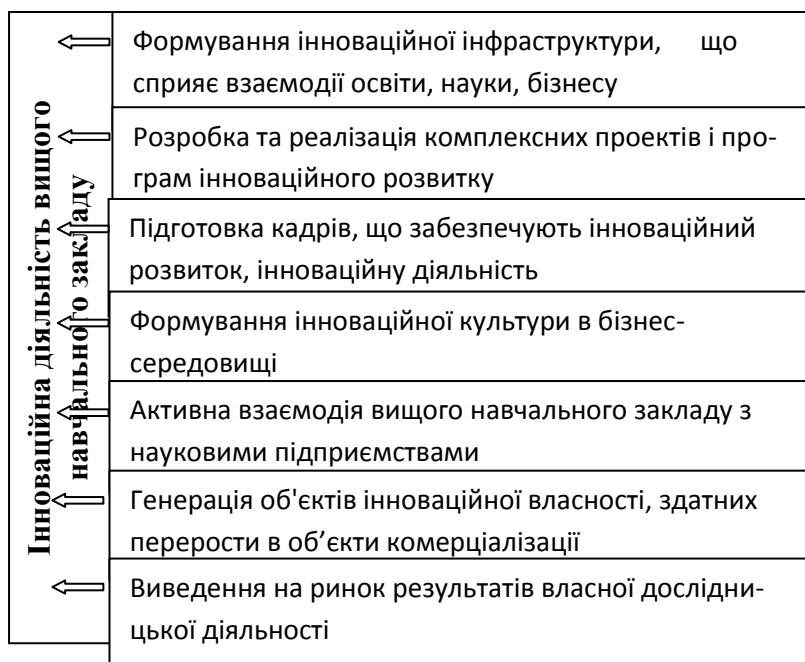 Інноваційна діяльність вищого
навчального закладу
Формування інноваційної інфраструктури, що
сприяє взаємодії освіти, науки, бізнесу
Розробка та реалізація комплексних проектів і про-
грам інноваційного розвитку
Підготовка кадрів, що забезпечують інноваційний
розвиток, інноваційну діяльність
Формування інноваційної культури в бізнес-
середовищі
Активна взаємодія вищого навчального закладу з
науковими підприємствами
Генерація об'єктів інноваційної власності, здатних
перерости в об’єкти комерціалізації
Виведення на ринок результатів власної дослідни-
цької діяльності